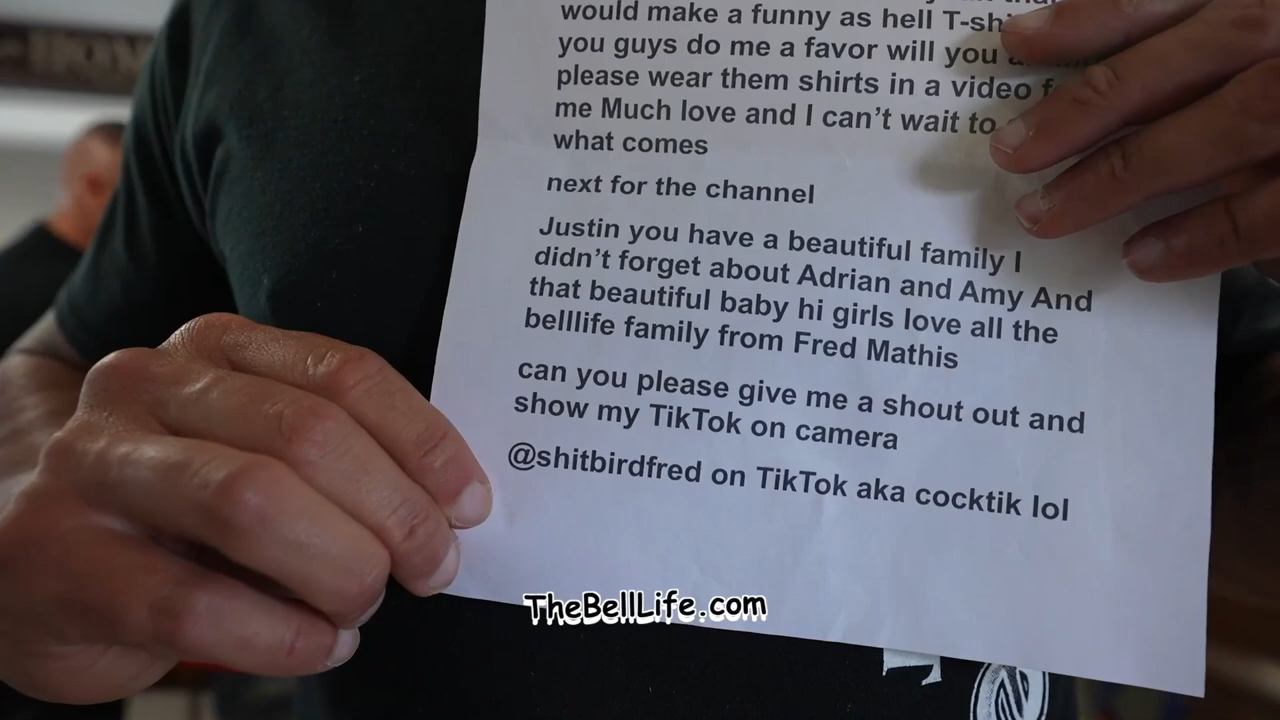 would make a funny as hell
you guys do me a favor will you
please wear them shirts in a video
me Much love and I can't wait to
what comes
next for the channel
Justin you have a beautiful family I
didn't forget about Adrian and Amy And
that beautiful baby hi girls love all the
belllife family from Fred Mathis
can you please give me a shout out and
show my TikTok on camera
@shitbirdfred on TikTok aka cocktik lol
TheBellLife.com